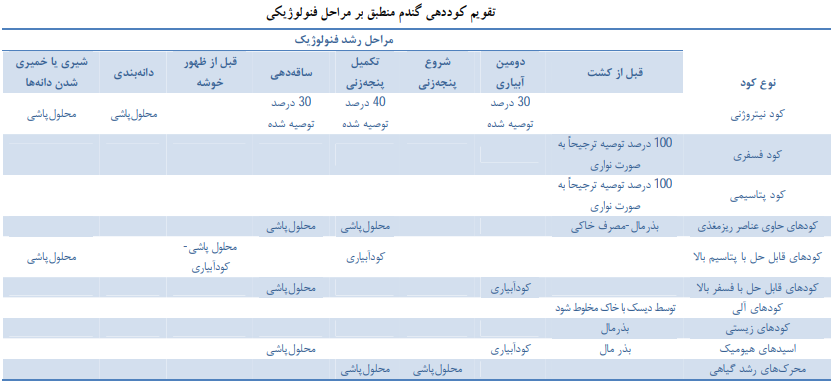 تقویم کوددهی گندم منطبق بر مراحل فنولوژیکی
نوع کود
مراحل رشد فنولوژیک
قبل از کشت
دومین
آبیاری
شروع
پنجه‌زنی
تکمیل
پنجه‌زنی
ساقه‌دهی
قبل از ظهور
خوشه
دانه‌بندی
شیری یا خمیری
شدن دانه‌ها
کود نیتروژنی
30 درصد
توصیه شده
40 درصد
توصیه شده
30 درصد
توصیه شده
محلول‌پاشی
محلول‌پاشی
کود فسفری
100 درصد توصیه ترجیحاً به
صورت نواری
کود پتاسیمی
100 درصد توصیه ترجیحاً به
صورت نواری
کودهای حاوی عناصر ریزمغذی
بذرمال-مصرف خاکی
محلول‌پاشی
محلول‌پاشی
کودهای قابل حل با پتاسیم بالا
کودآبیاری
محلول پاشی-
کودآبیاری
محلول‌پاشی
کودهای قابل حل با فسفر بالا
کودآبیاری
محلول‌پاشی
کودهای آلی
توسط دیسک با خاک مخلوط شود
کودهای زیستی
بذرمال
اسیدهای هیومیک
بذر مال
کودآبیاری
محلول‌پاشی
محرک‌های رشد گیاهی
محلول‌پاشی
محلول‌پاشی